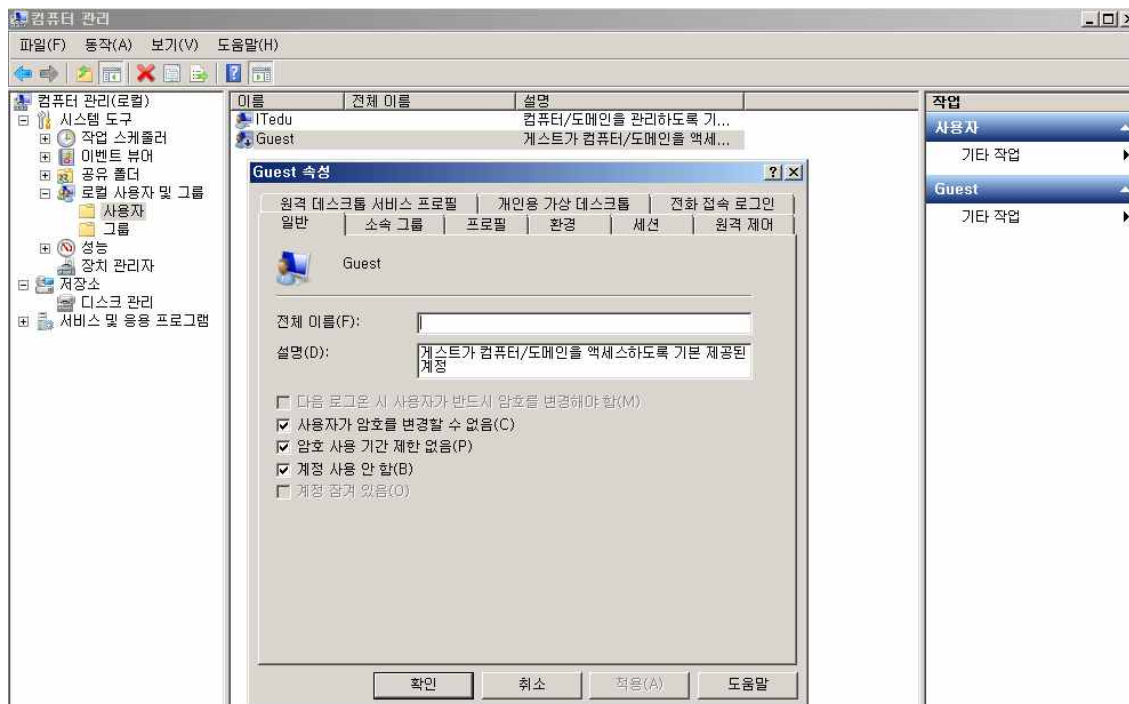 컴퓨터 관리
파일(F) 동작(A) 보기(V) 도움말(H)
컴퓨터 관리(로컬)
시스템 도구
작업 스케줄러
이벤트 뷰어
공유 폴더
로컬 사용자 및 그룹
사용자
그룹
성능
장치 관리자
저장소
디스크 관리
서비스 및 응용 프로그램
이름 전체 이름 설명
ITedu 컴퓨터/도메인을 관리하도록 기...
Guest 게스트가 컴퓨터/도메인을 액세...
Guest 속성
원격 데스크톱 서비스 프로필 개인용 가상 데스크톱 전화 접속 로그인
일반 소속 그룹 프로필 환경 세션 원격 제어
Guest
전체 이름(F):
설명(D): 게스트가 컴퓨터/도메인을 액세스하도록 기본 제공된
계정
다음 로그온 시 사용자가 반드시 암호를 변경해야 함(M)
사용자가 암호를 변경할 수 없음(C)
암호 사용 기간 제한 없음(P)
계정 사용 안 함(B)
계정 잠겨 있음(O)
확인 취소 적용(A) 도움말
작업
사용자
기타 작업
Guest
기타 작업